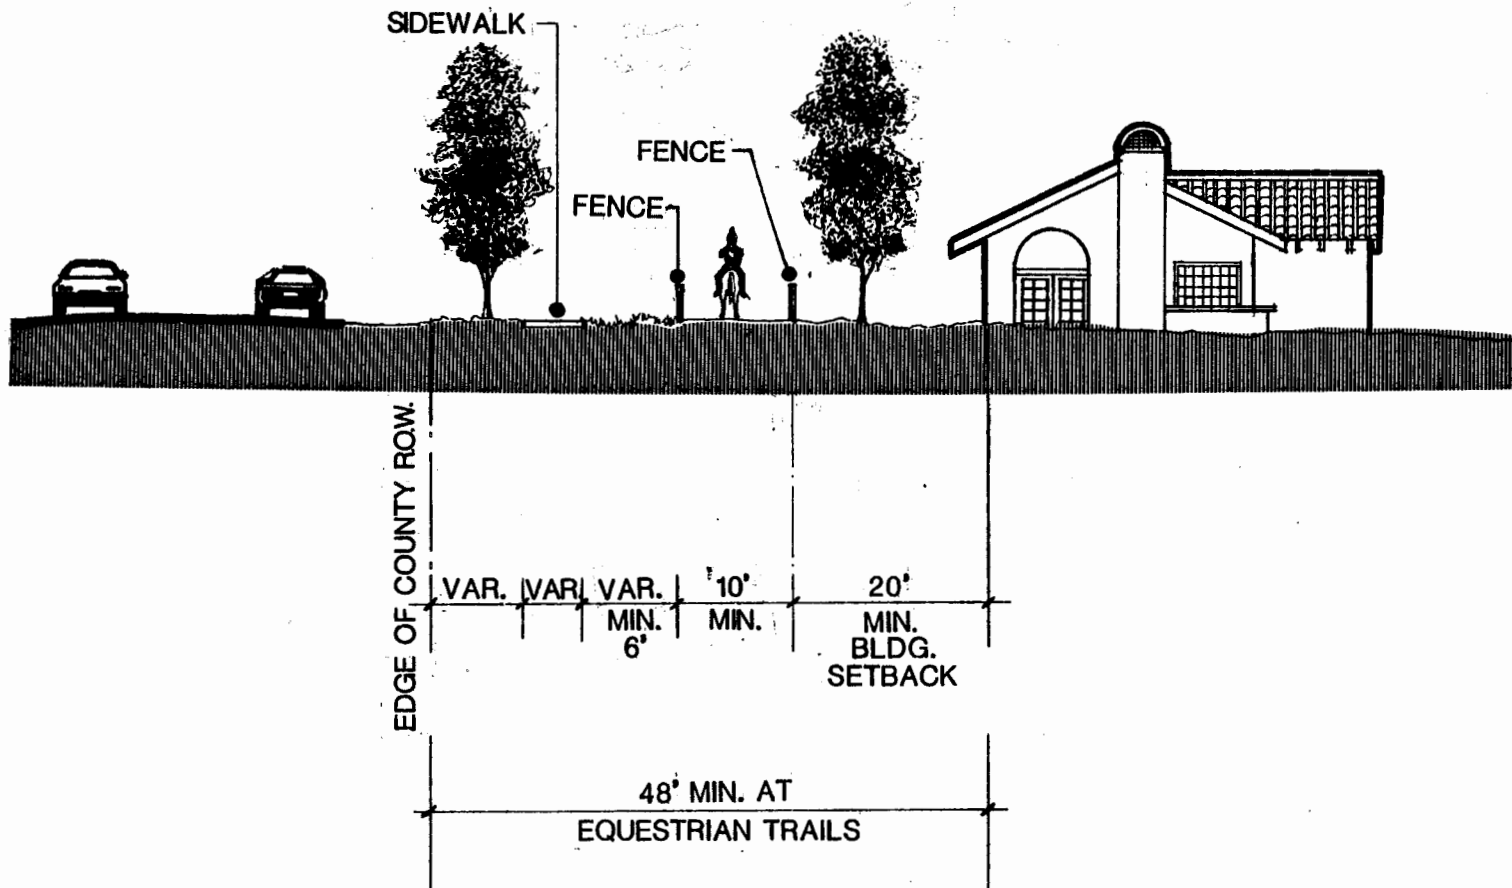 SIDEWALK
FENCE
FENCE
EDGE OF COUNTY R.O.W.
VAR.
VAR.
VAR.
MIN.
6'
10'
MIN.
20'
MIN.
BLDG.
SETBACK
48' MIN. AT
EQUESTRIAN TRAILS